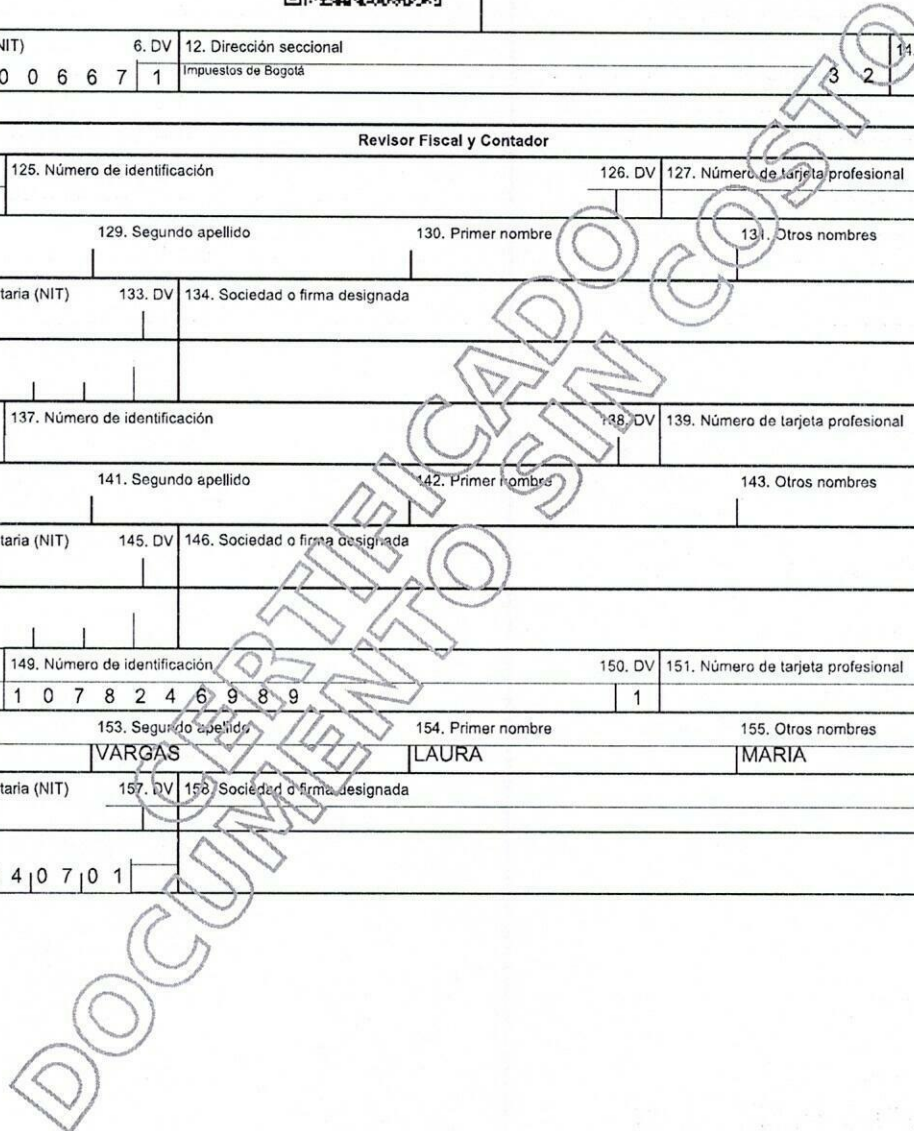 NIT) 6. DV 12. Dirección seccional 14.
0 0 6 6 7 1 Impuestos de Bogotá 3 2
Revisor Fiscal y Contador
125. Número de identificación 126. DV 127. Número de tarjeta profesional
129. Segundo apellido 130. Primer nombre 131. Otros nombres
taria (NIT) 133. DV 134. Sociedad o firma designada
137. Número de identificación 138. DV 139. Número de tarjeta profesional
141. Segundo apellido 142. Primer nombre 143. Otros nombres
taria (NIT) 145. DV 146. Sociedad o firma designada
149. Número de identificación 150. DV 151. Número de tarjeta profesional
1 0 7 8 2 4 6 9 8 9 1
153. Segundo apellido 154. Primer nombre 155. Otros nombres
VARGAS LAURA MARIA
taria (NIT) 157. DV 158. Sociedad o firma designada
4 0 7 0 1
CERTIFICADO
DOCUMENTO SIN COSTO